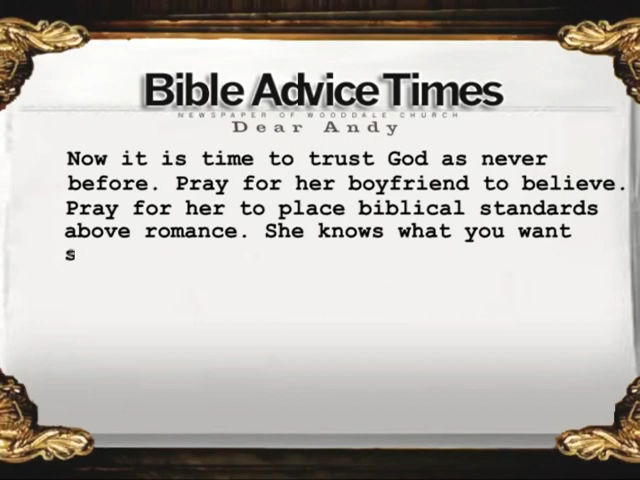 Bible Advice Times
NEWSPAPER OF WOODDALE CHURCH
Dear Andy
Now it is time to trust God as never
before. Pray for her boyfriend to believe.
Pray for her to place biblical standards
above romance. She knows what you want
s